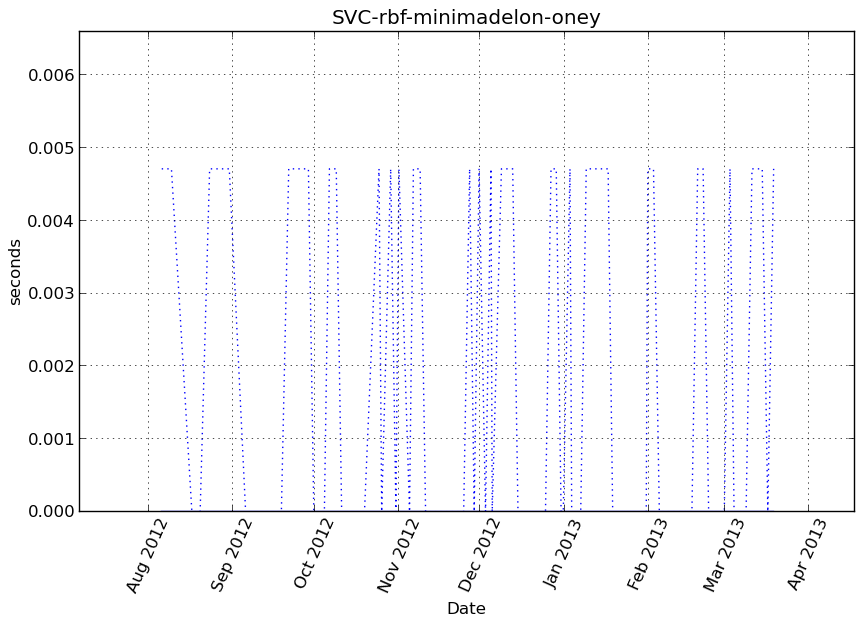 SVC-rbf-minimadelon-oney
0.006
0.005
0.004
0.003
0.002
0.001
0.000
seconds
Aug 2012
Sep 2012
Oct 2012
Nov 2012
Dec 2012
Jan 2013
Feb 2013
Mar 2013
Apr 2013
Date